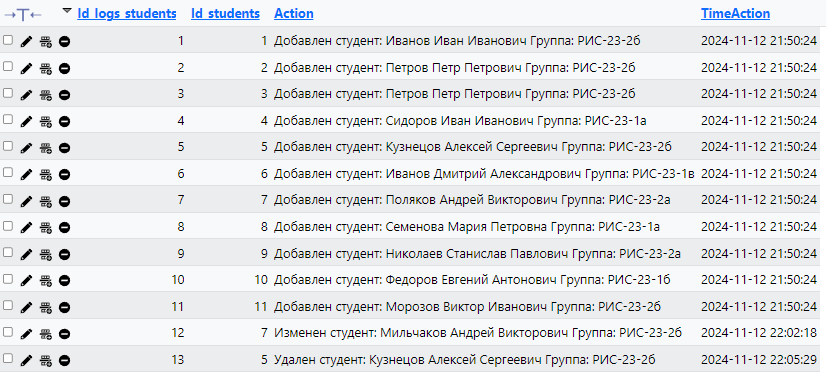 Id_logs_students Id_students Action TimeAction
1 1 Добавлен студент: Иванов Иван Иванович Группа: РИС-23-2б 2024-11-12 21:50:24
2 2 Добавлен студент: Петров Петр Петрович Группа: РИС-23-2б 2024-11-12 21:50:24
3 3 Добавлен студент: Петров Петр Петрович Группа: РИС-23-2б 2024-11-12 21:50:24
4 4 Добавлен студент: Сидоров Иван Иванович Группа: РИС-23-1а 2024-11-12 21:50:24
5 5 Добавлен студент: Кузнецов Алексей Сергеевич Группа: РИС-23-2б 2024-11-12 21:50:24
6 6 Добавлен студент: Иванов Дмитрий Александрович Группа: РИС-23-1в 2024-11-12 21:50:24
7 7 Добавлен студент: Поляков Андрей Викторович Группа: РИС-23-2а 2024-11-12 21:50:24
8 8 Добавлен студент: Семенова Мария Петровна Группа: РИС-23-1а 2024-11-12 21:50:24
9 9 Добавлен студент: Николаев Станислав Павлович Группа: РИС-23-2а 2024-11-12 21:50:24
10 10 Добавлен студент: Федоров Евгений Антонович Группа: РИС-23-1б 2024-11-12 21:50:24
11 11 Добавлен студент: Морозов Виктор Иванович Группа: РИС-23-2б 2024-11-12 21:50:24
12 7 Изменен студент: Мильчаков Андрей Викторович Группа: РИС-23-2б 2024-11-12 22:02:18
13 5 Удален студент: Кузнецов Алексей Сергеевич Группа: РИС-23-2б 2024-11-12 22:05:29